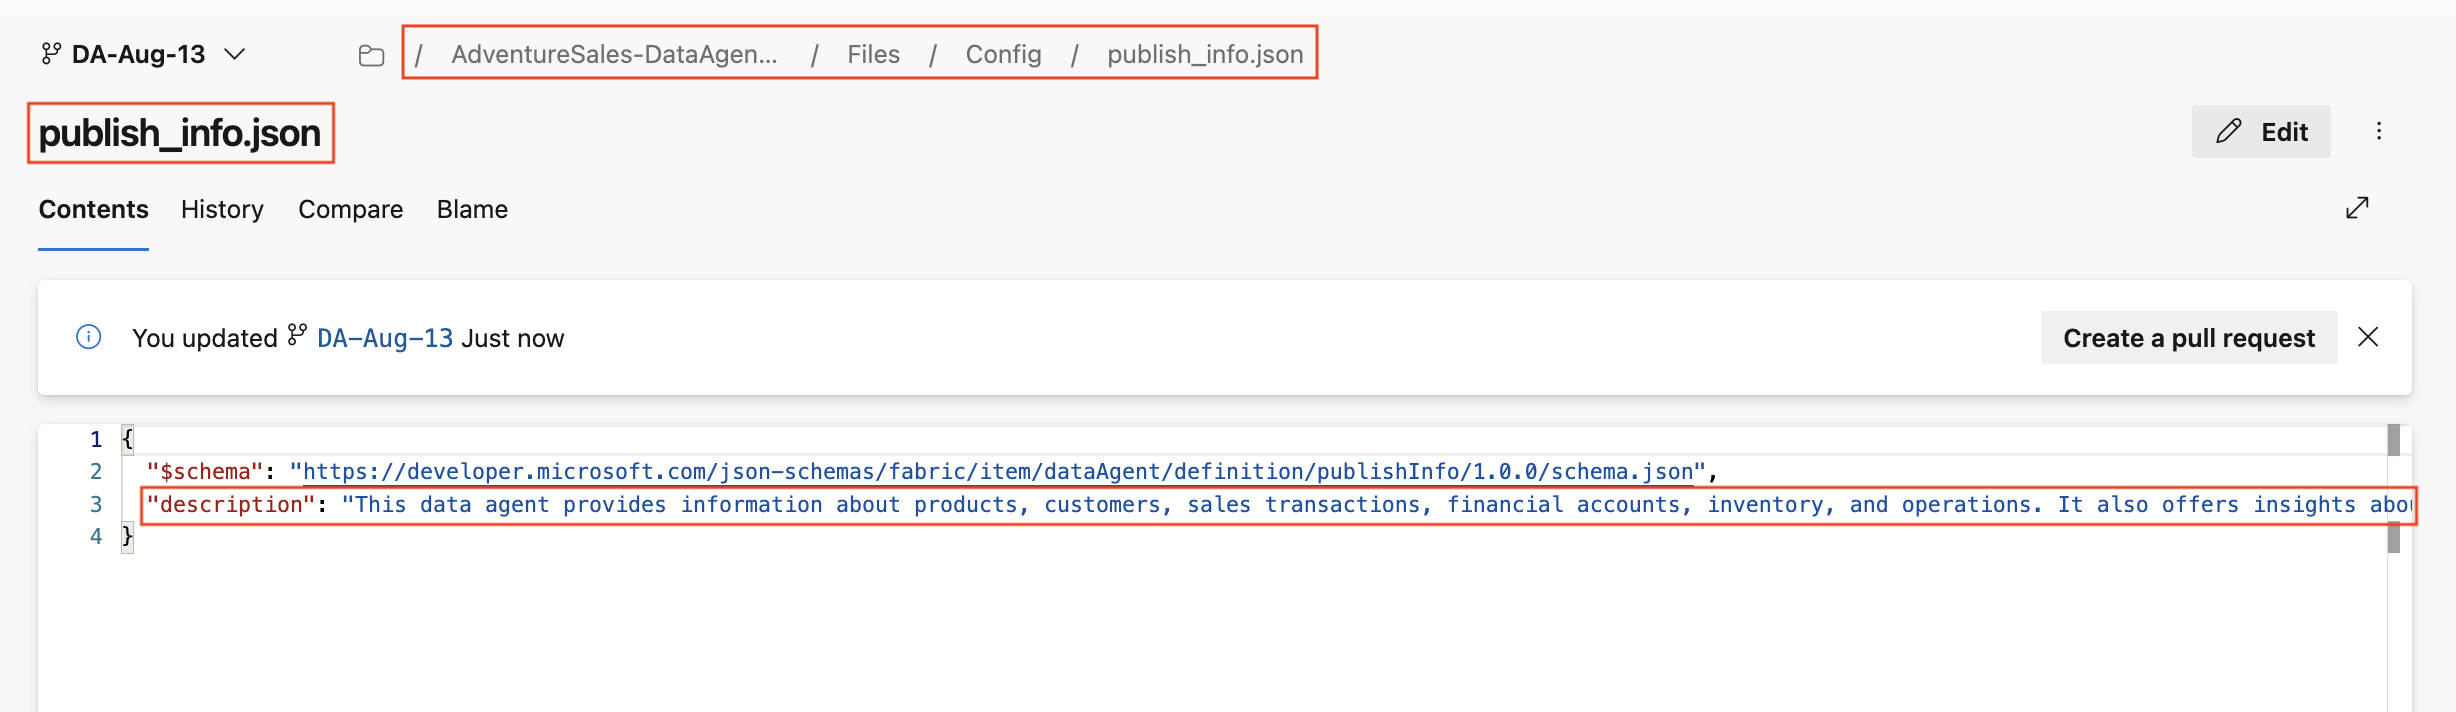 DA-Aug-13 / AdventureSales-DataAgen... / Files / Config / publish_info.json
publish_info.json
Edit
Contents History Compare Blame
You updated DA-Aug-13 Just now
Create a pull request
1 {
2 "$schema": "https://developer.microsoft.com/json-schemas/fabric/item/dataAgent/definition/publishInfo/1.0.0/schema.json",
3 "description": "This data agent provides information about products, customers, sales transactions, financial accounts, inventory, and operations. It also offers insights
4 }